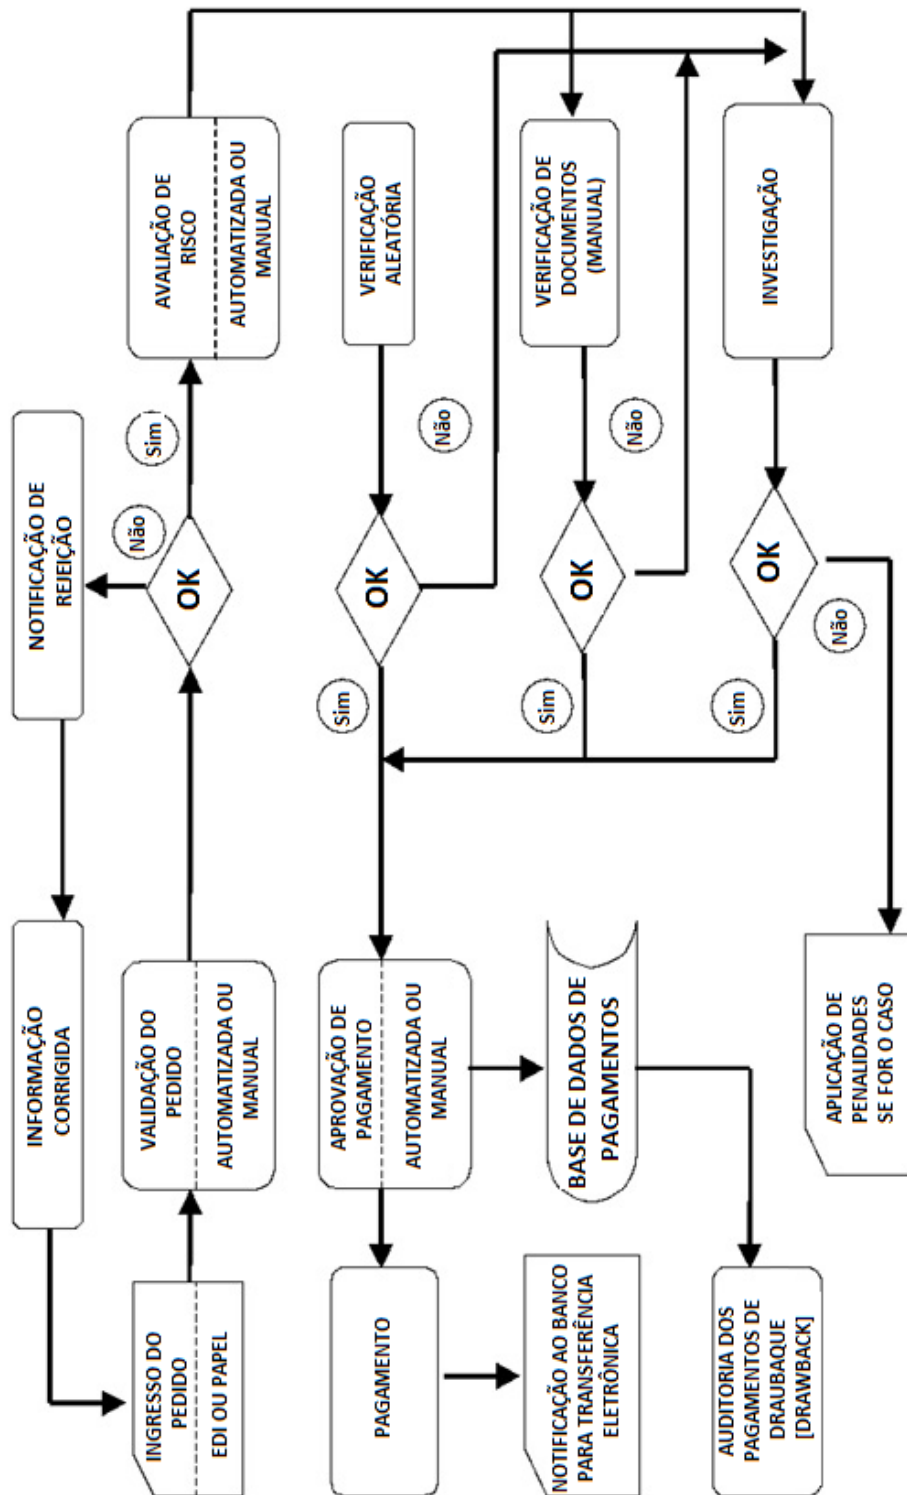 INGRESSO DO
PEDIDO
EDI OU PAPEL
VALIDAÇÃO DO
PEDIDO
AUTOMATIZADA OU
MANUAL
INFORMAÇÃO
CORRIGIDA
NOTIFICAÇÃO DE
REJEIÇÃO
OK
Não
Sim
AVALIAÇÃO DE
RISCO
AUTOMATIZADA OU
MANUAL
PAGAMENTO
APROVAÇÃO DE
PAGAMENTO
AUTOMATIZADA OU
MANUAL
Sim
OK
Não
VERIFICAÇÃO
ALEATÓRIA
NOTIFICAÇÃO AO BANCO
PARA TRANSFERÊNCIA
ELETRÔNICA
BASE DE DADOS DE
PAGAMENTOS
Sim
OK
Não
VERIFICAÇÃO DE
DOCUMENTOS
(MANUAL)
AUDITORIA DOS
PAGAMENTOS DE
DRAUBAQUE
[DRAWBACK]
APLICAÇÃO DE
PENALIDADES
SE FOR O CASO
Sim
OK
Não
INVESTIGAÇÃO